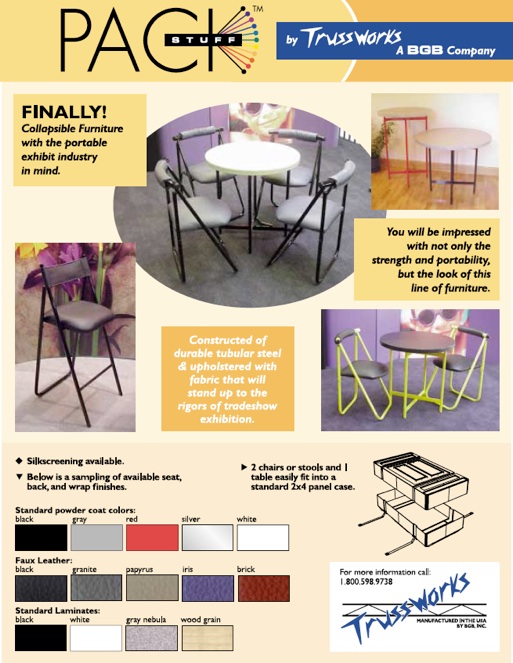 PACK
STUFF
TM
by TrussWorks
A BGB Company
FINALLY!
Collapsible Furniture
with the portable
exhibit industry
in mind.
You will be impressed
with not only the
strength and portability,
but the look of this
line of furniture.
Constructed of
durable tubular steel
& upholstered with
fabric that will
stand up to the
rigors of tradeshow
exhibition.
◆ Silkscreening available.
▼ Below is a sampling of available seat,
back, and wrap finishes.
▶ 2 chairs or stools and 1
table easily fit into a
standard 2x4 panel case.
Standard powder coat colors:
black gray red silver white
Faux Leather:
black granite papyrus iris brick
Standard Laminates:
black white gray nebula wood grain
For more information call:
1.800.598.9738
TrussWorks
MANUFACTURED IN THE USA
BY BGB, INC.